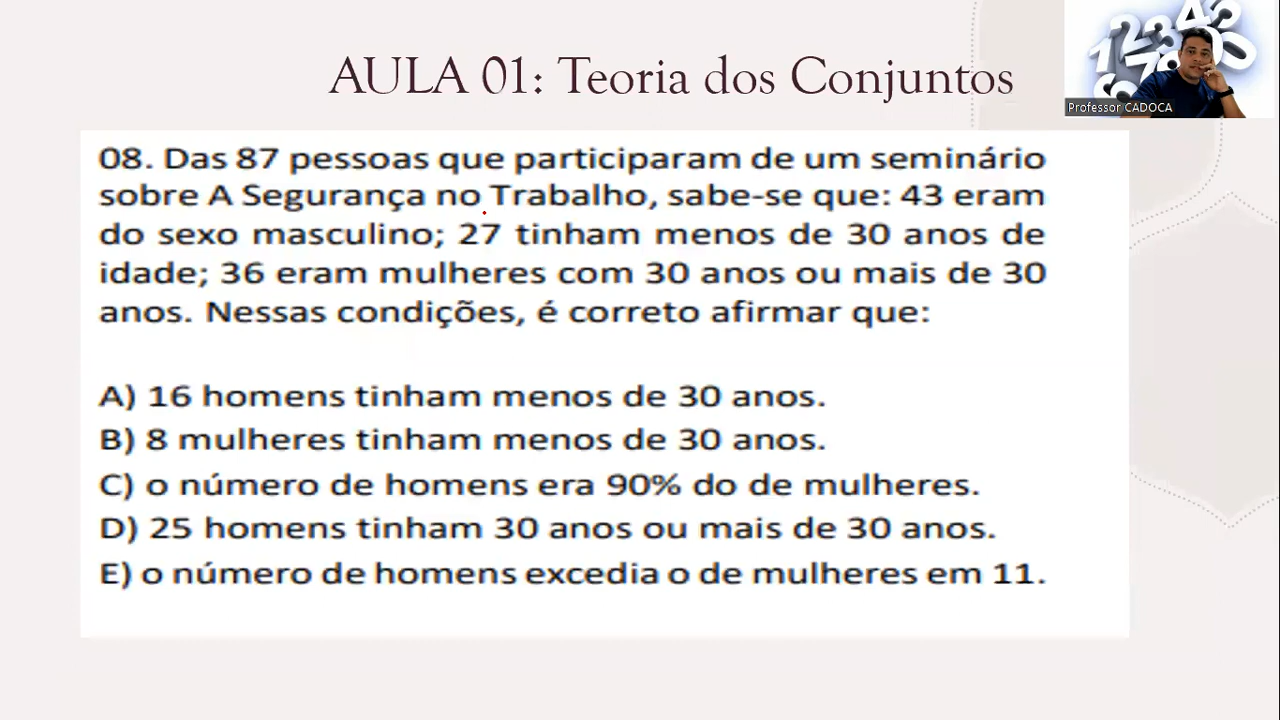 AULA 01: Teoria dos Conjuntos
Professor CADOCA
08. Das 87 pessoas que participaram de um seminário
sobre A Segurança no Trabalho, sabe-se que: 43 eram
do sexo masculino; 27 tinham menos de 30 anos de
idade; 36 eram mulheres com 30 anos ou mais de 30
anos. Nessas condições, é correto afirmar que:
A) 16 homens tinham menos de 30 anos.
B) 8 mulheres tinham menos de 30 anos.
C) o número de homens era 90% do de mulheres.
D) 25 homens tinham 30 anos ou mais de 30 anos.
E) o número de homens excedia o de mulheres em 11.